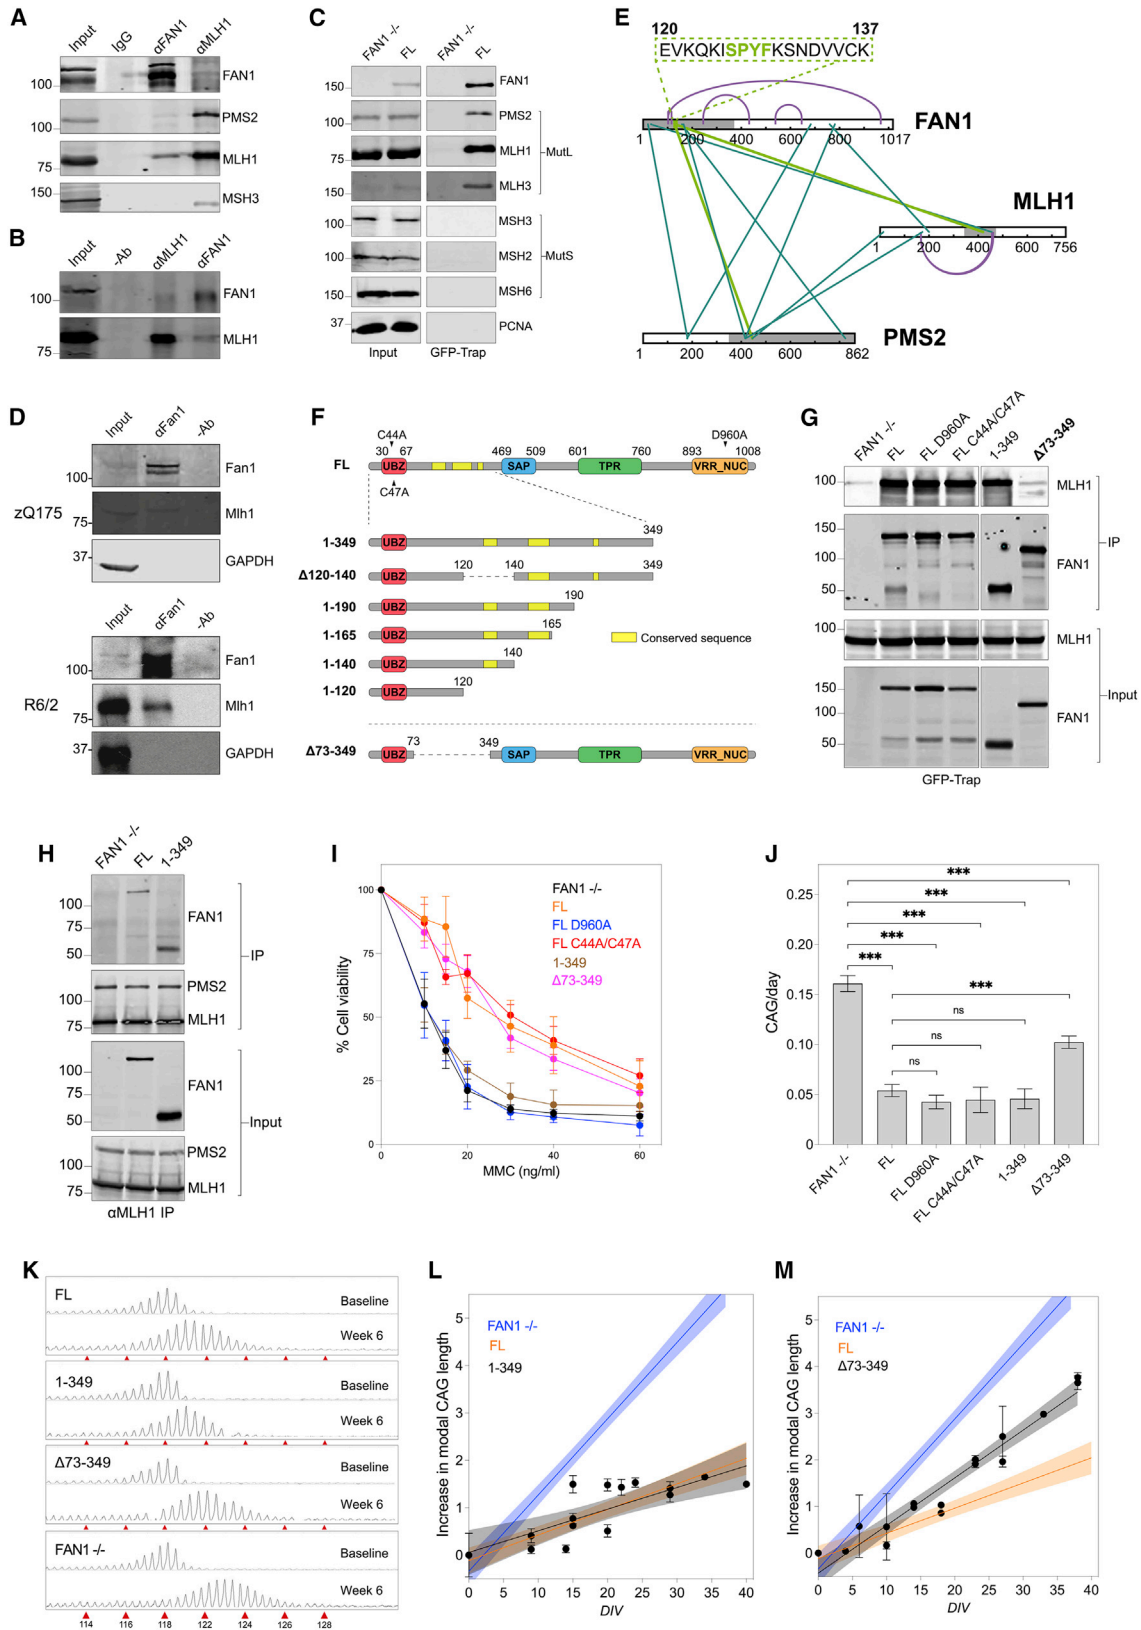 A
Input
IgG
αFAN1
αMLH1
100
FAN1
100
PMS2
75
MLH1
150
MSH3
B
Input
-Ab
αMLH1
αFAN1
100
FAN1
75
MLH1
C
FAN1 -/-
FL
FAN1 -/-
FL
150
FAN1
100
PMS2
75
MLH1
MutL
150
MLH3
100
MSH3
100
MSH2
MutS
150
MSH6
37
PCNA
Input
GFP-Trap
E
120
137
EVKQKISPYFKSNDVVCK
FAN1
1
200
400
600
800
1017
MLH1
1
200
400
600
756
PMS2
1
200
400
600
862
D
Input
αFan1
-Ab
zQ175
100
Fan1
75
Mlh1
37
GAPDH
Input
αFan1
-Ab
R6/2
100
Fan1
75
Mlh1
37
GAPDH
F
C44A
D960A
30 67 469 509 601 760 893 1008
FL
UBZ
SAP
TPR
VRR_NUC
C47A
349
1-349
UBZ
120 140 349
Δ120-140
UBZ
190
1-190
UBZ
165
1-165
UBZ
Conserved sequence
140
1-140
UBZ
120
1-120
UBZ
73 349
Δ73-349
UBZ
SAP
TPR
VRR_NUC
G
FAN1 -/-
FL
FL D960A
FL C44A/C47A
1-349
Δ73-349
100
MLH1
150
100
50
FAN1
IP
100
MLH1
150
100
50
FAN1
Input
GFP-Trap
H
FAN1 -/-
FL
1-349
100
75
50
FAN1
IP
PMS2
100
75
MLH1
100
75
50
FAN1
Input
PMS2
100
75
MLH1
αMLH1 IP
I
% Cell viability
100
75
50
25
0
FAN1 -/-
FL
FL D960A
FL C44A/C47A
1-349
Δ73-349
0 20 40 60
MMC (ng/ml)
J
CAG/day
0.25
0.20
0.15
0.10
0.05
0
***
***
***
***
***
***
ns
ns
ns
FAN1 -/-
FL
FL D960A
FL C44A/C47A
1-349
Δ73-349
K
FL
Baseline
Week 6
1-349
Baseline
Week 6
Δ73-349
Baseline
Week 6
FAN1 -/-
Baseline
Week 6
114 116 118 122 124 126 128
L
Increase in modal CAG length
5
4
3
2
1
0
FAN1 -/-
FL
1-349
0 5 10 15 20 25 30 35 40
DIV
M
Increase in modal CAG length
5
4
3
2
1
0
FAN1 -/-
FL
Δ73-349
0 5 10 15 20 25 30 35 40
DIV